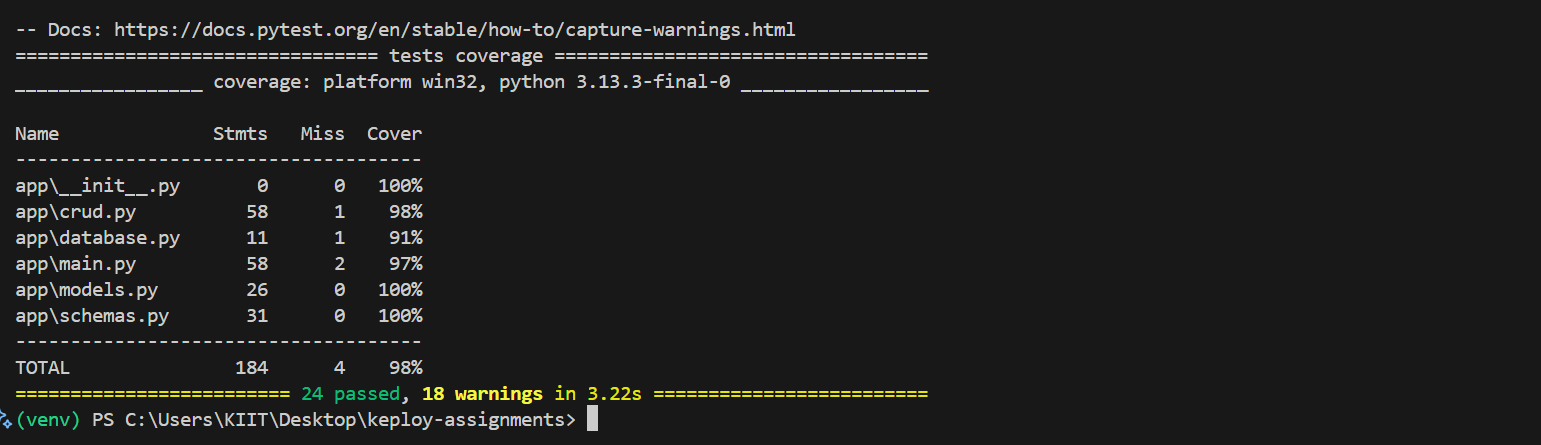 -- Docs: https://docs.pytest.org/en/stable/how-to/capture-warnings.html
================================= tests coverage ==================================
_________________ coverage: platform win32, python 3.13.3-final-0 _________________
Name              Stmts   Miss  Cover
-------------------------------------
app\__init__.py       0      0   100%
app\crud.py          58      1    98%
app\database.py      11      1    91%
app\main.py          58      2    97%
app\models.py        26      0   100%
app\schemas.py       31      0   100%
-------------------------------------
TOTAL               184      4    98%
========================= 24 passed, 18 warnings in 3.22s =========================
(venv) PS C:\Users\KIIT\Desktop\keploy-assignments>